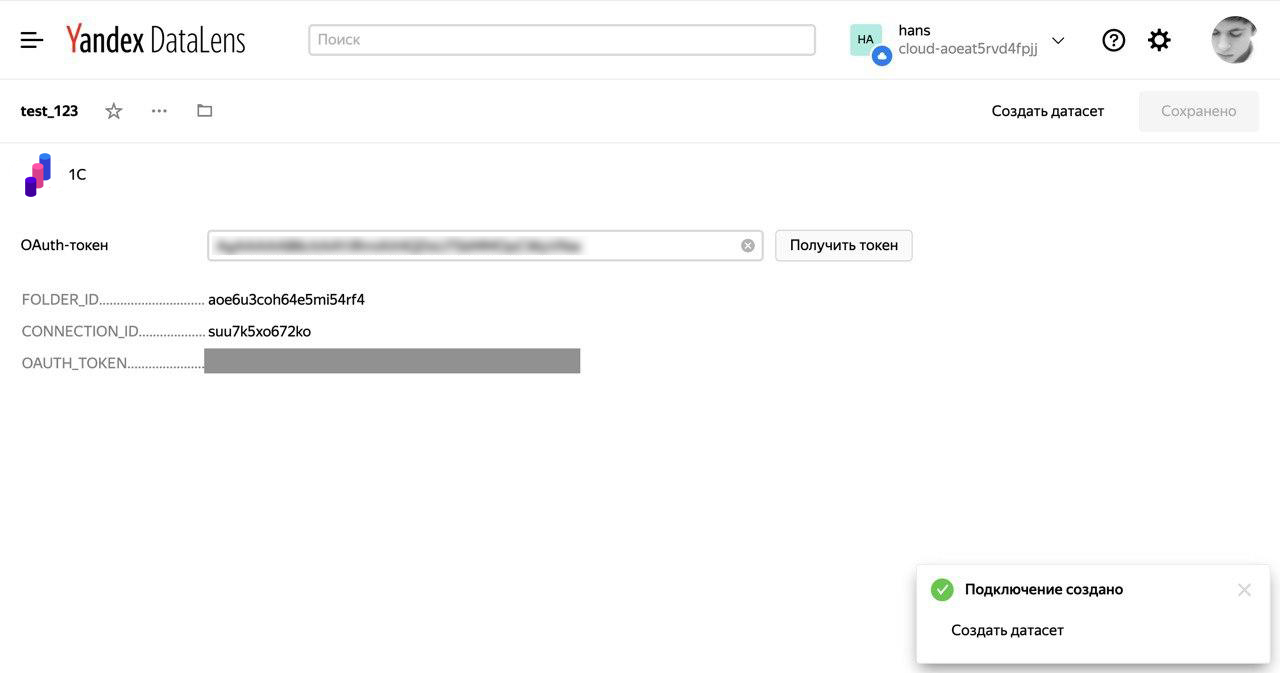 Yandex DataLens
Поиск
HA
hans
cloud-aoeat5rvd4fpjj
test_123
Создать датасет
Сохранено
1C
OAuth-токен
Получить токен
FOLDER_ID............................ aoe6u3coh64e5mi54rf4
CONNECTION_ID.................. suu7k5xo672ko
OAUTH_TOKEN.....................
Подключение создано
Создать датасет